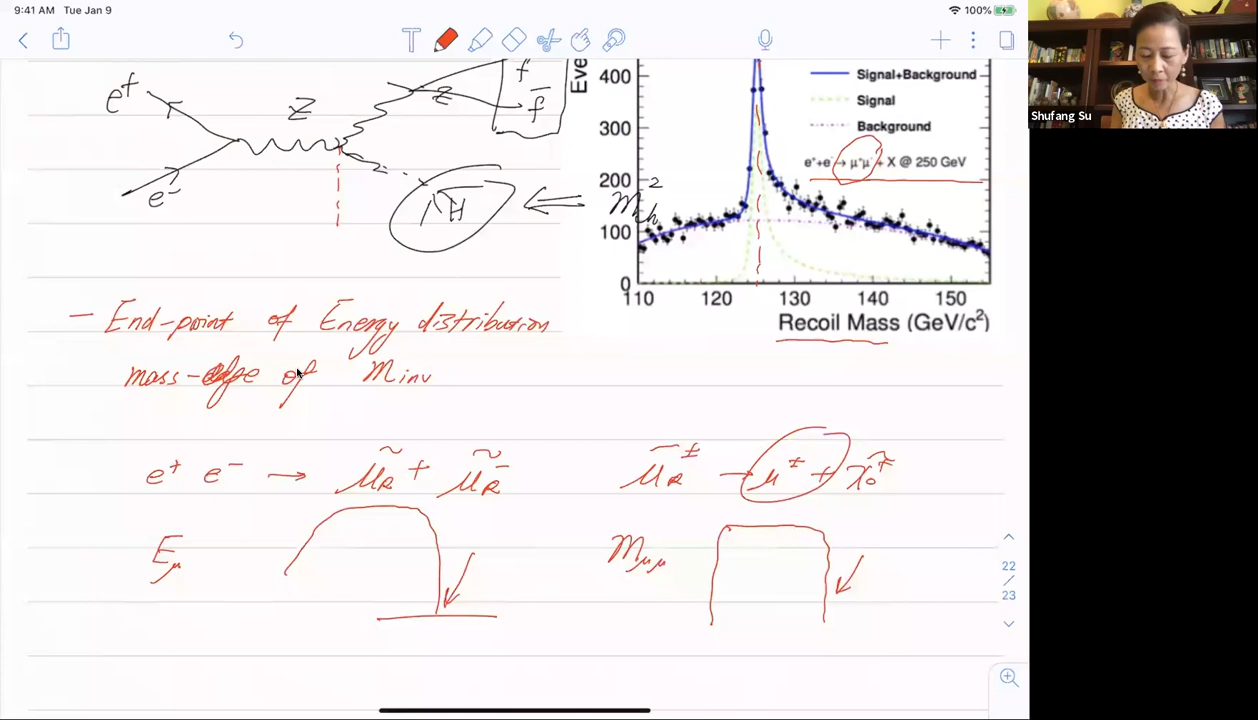 9:41 AM Tue Jan 9
100%
Shufang Su
e⁺
e⁻
Z
Z
f
f̄
H
m²
400
300
200
100
0
110 120 130 140 150
Recoil Mass (GeV/c²)
Signal+Background
Signal
Background
e⁺+e⁻ → μ⁺μ⁻ + X @ 250 GeV
— End-point of Energy distribution
mass-edge of m inv
e⁺ e⁻ → μ̃R⁺ μ̃R⁻
μ̃R± → μ± + χ̃₀
Eμ
mμμ
22
/
23